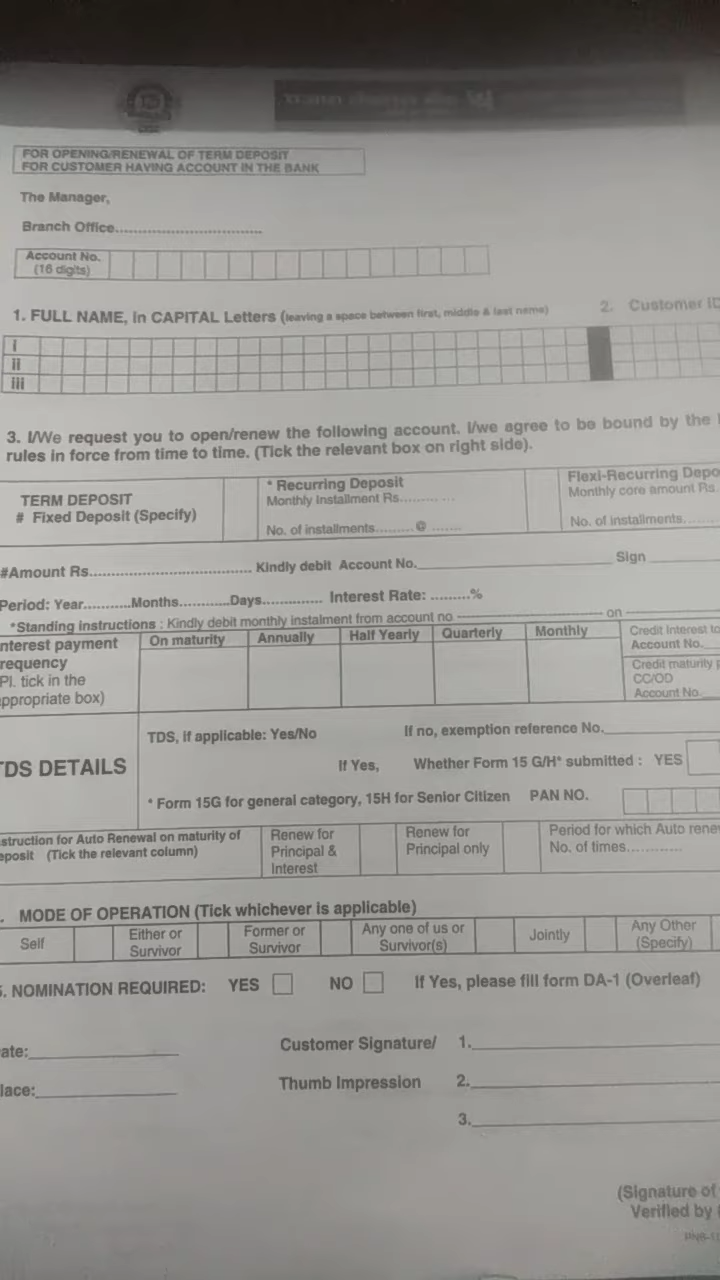 FOR OPENING/RENEWAL OF TERM DEPOSIT
FOR CUSTOMER HAVING ACCOUNT IN THE BANK
The Manager,
Branch Office................................
Account No.
(16 digits)
1. FULL NAME, in CAPITAL Letters (leaving a space between first, middle & last name) 2. Customer ID
i
ii
iii
3. I/We request you to open/renew the following account. I/we agree to be bound by the
rules in force from time to time. (Tick the relevant box on right side).
TERM DEPOSIT
# Fixed Deposit (Specify)
* Recurring Deposit
Monthly Installment Rs......... ...
No. of installments.........@ .......
Flexi-Recurring Depo
Monthly core amount Rs.
No. of installments.......
#Amount Rs....................................... Kindly debit Account No.____________ Sign ______
Period: Year...........Months............Days.............. Interest Rate: .........%
*Standing instructions : Kindly debit monthly instalment from account no ____________ on ______
nterest payment
requency
Pl. tick in the
ppropriate box)
On maturity Annually Half Yearly Quarterly Monthly
Credit Interest to
Account No.
Credit maturity p
CC/OD
Account No.
TDS DETAILS
TDS, if applicable: Yes/No If no, exemption reference No.____________
If Yes, Whether Form 15 G/H* submitted : YES
* Form 15G for general category, 15H for Senior Citizen PAN NO.
struction for Auto Renewal on maturity of
eposit (Tick the relevant column)
Renew for
Principal &
Interest
Renew for
Principal only
Period for which Auto rene
No. of times............
. MODE OF OPERATION (Tick whichever is applicable)
Self
Either or
Survivor
Former or
Survivor
Any one of us or
Survivor(s)
Jointly
Any Other
(Specify)
5. NOMINATION REQUIRED: YES NO If Yes, please fill form DA-1 (Overleaf)
ate:____________ Customer Signature/ 1.____________
lace:____________ Thumb Impression 2.____________
3.____________
(Signature of
Verified by